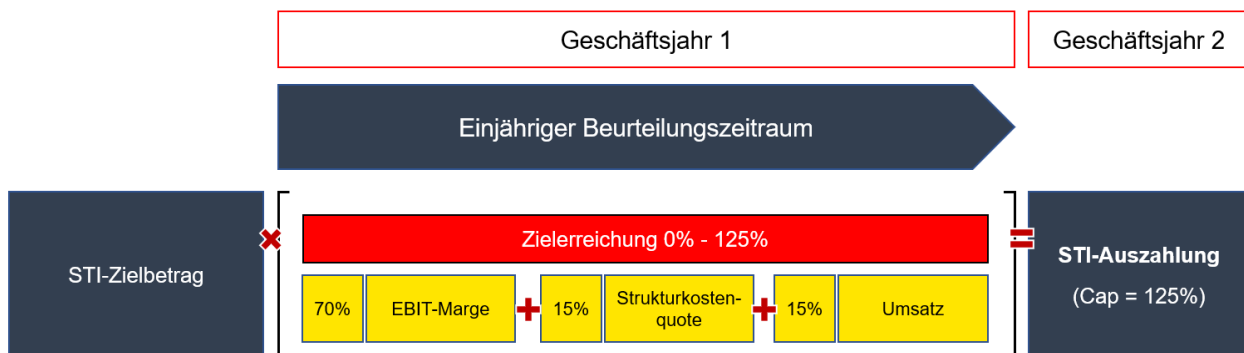 Geschäftsjahr 1
Geschäftsjahr 2
Einjähriger Beurteilungszeitraum
STI-Zielbetrag
Zielerreichung 0% - 125%
70%
EBIT-Marge
15%
Strukturkosten-
quote
15%
Umsatz
STI-Auszahlung
(Cap = 125%)